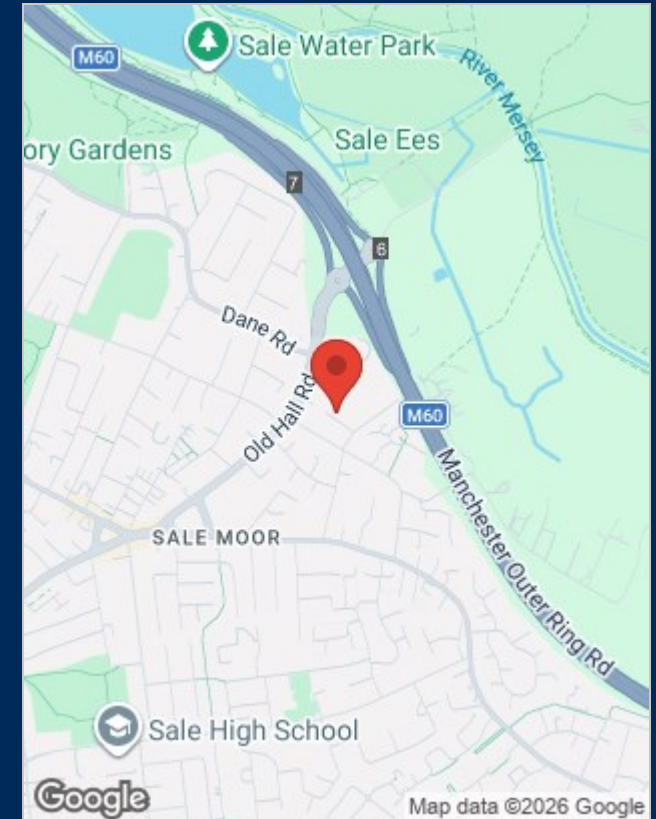 M60
Sale Water Park
River Mersey
ory Gardens
Sale Ees
7
6
Dane Rd
Old Hall Rd
M60
Manchester Outer Ring Rd
SALE MOOR
Sale High School
Google
Map data ©2026 Google